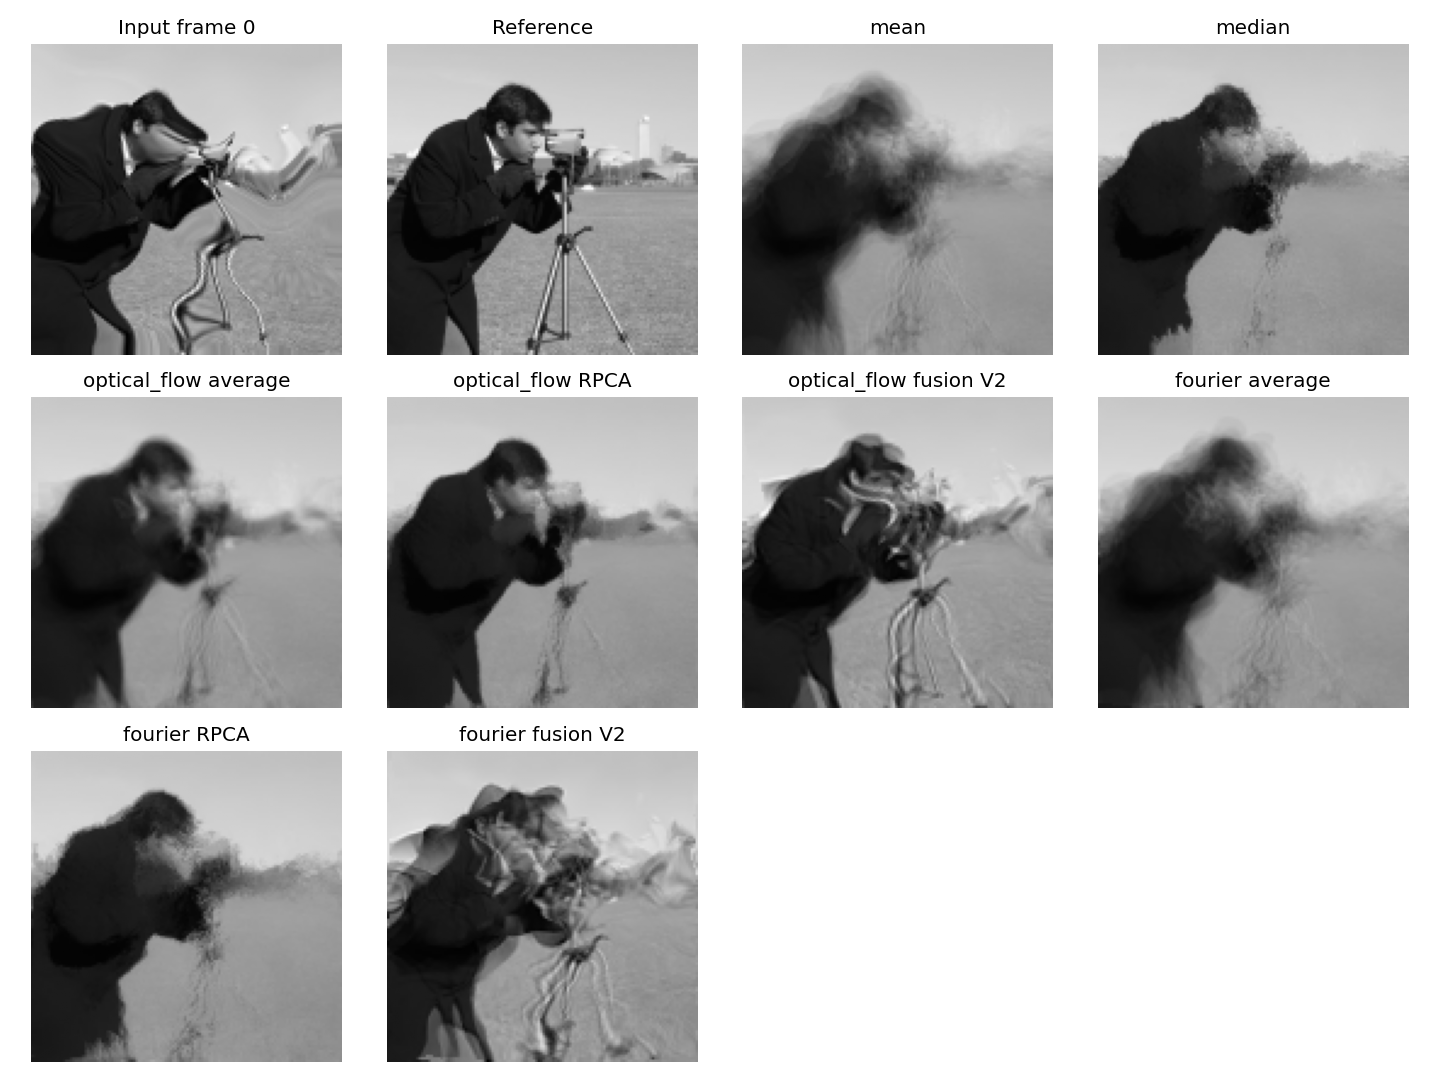 Input frame 0
Reference
mean
median
optical_flow average
optical_flow RPCA
optical_flow fusion V2
fourier average
fourier RPCA
fourier fusion V2